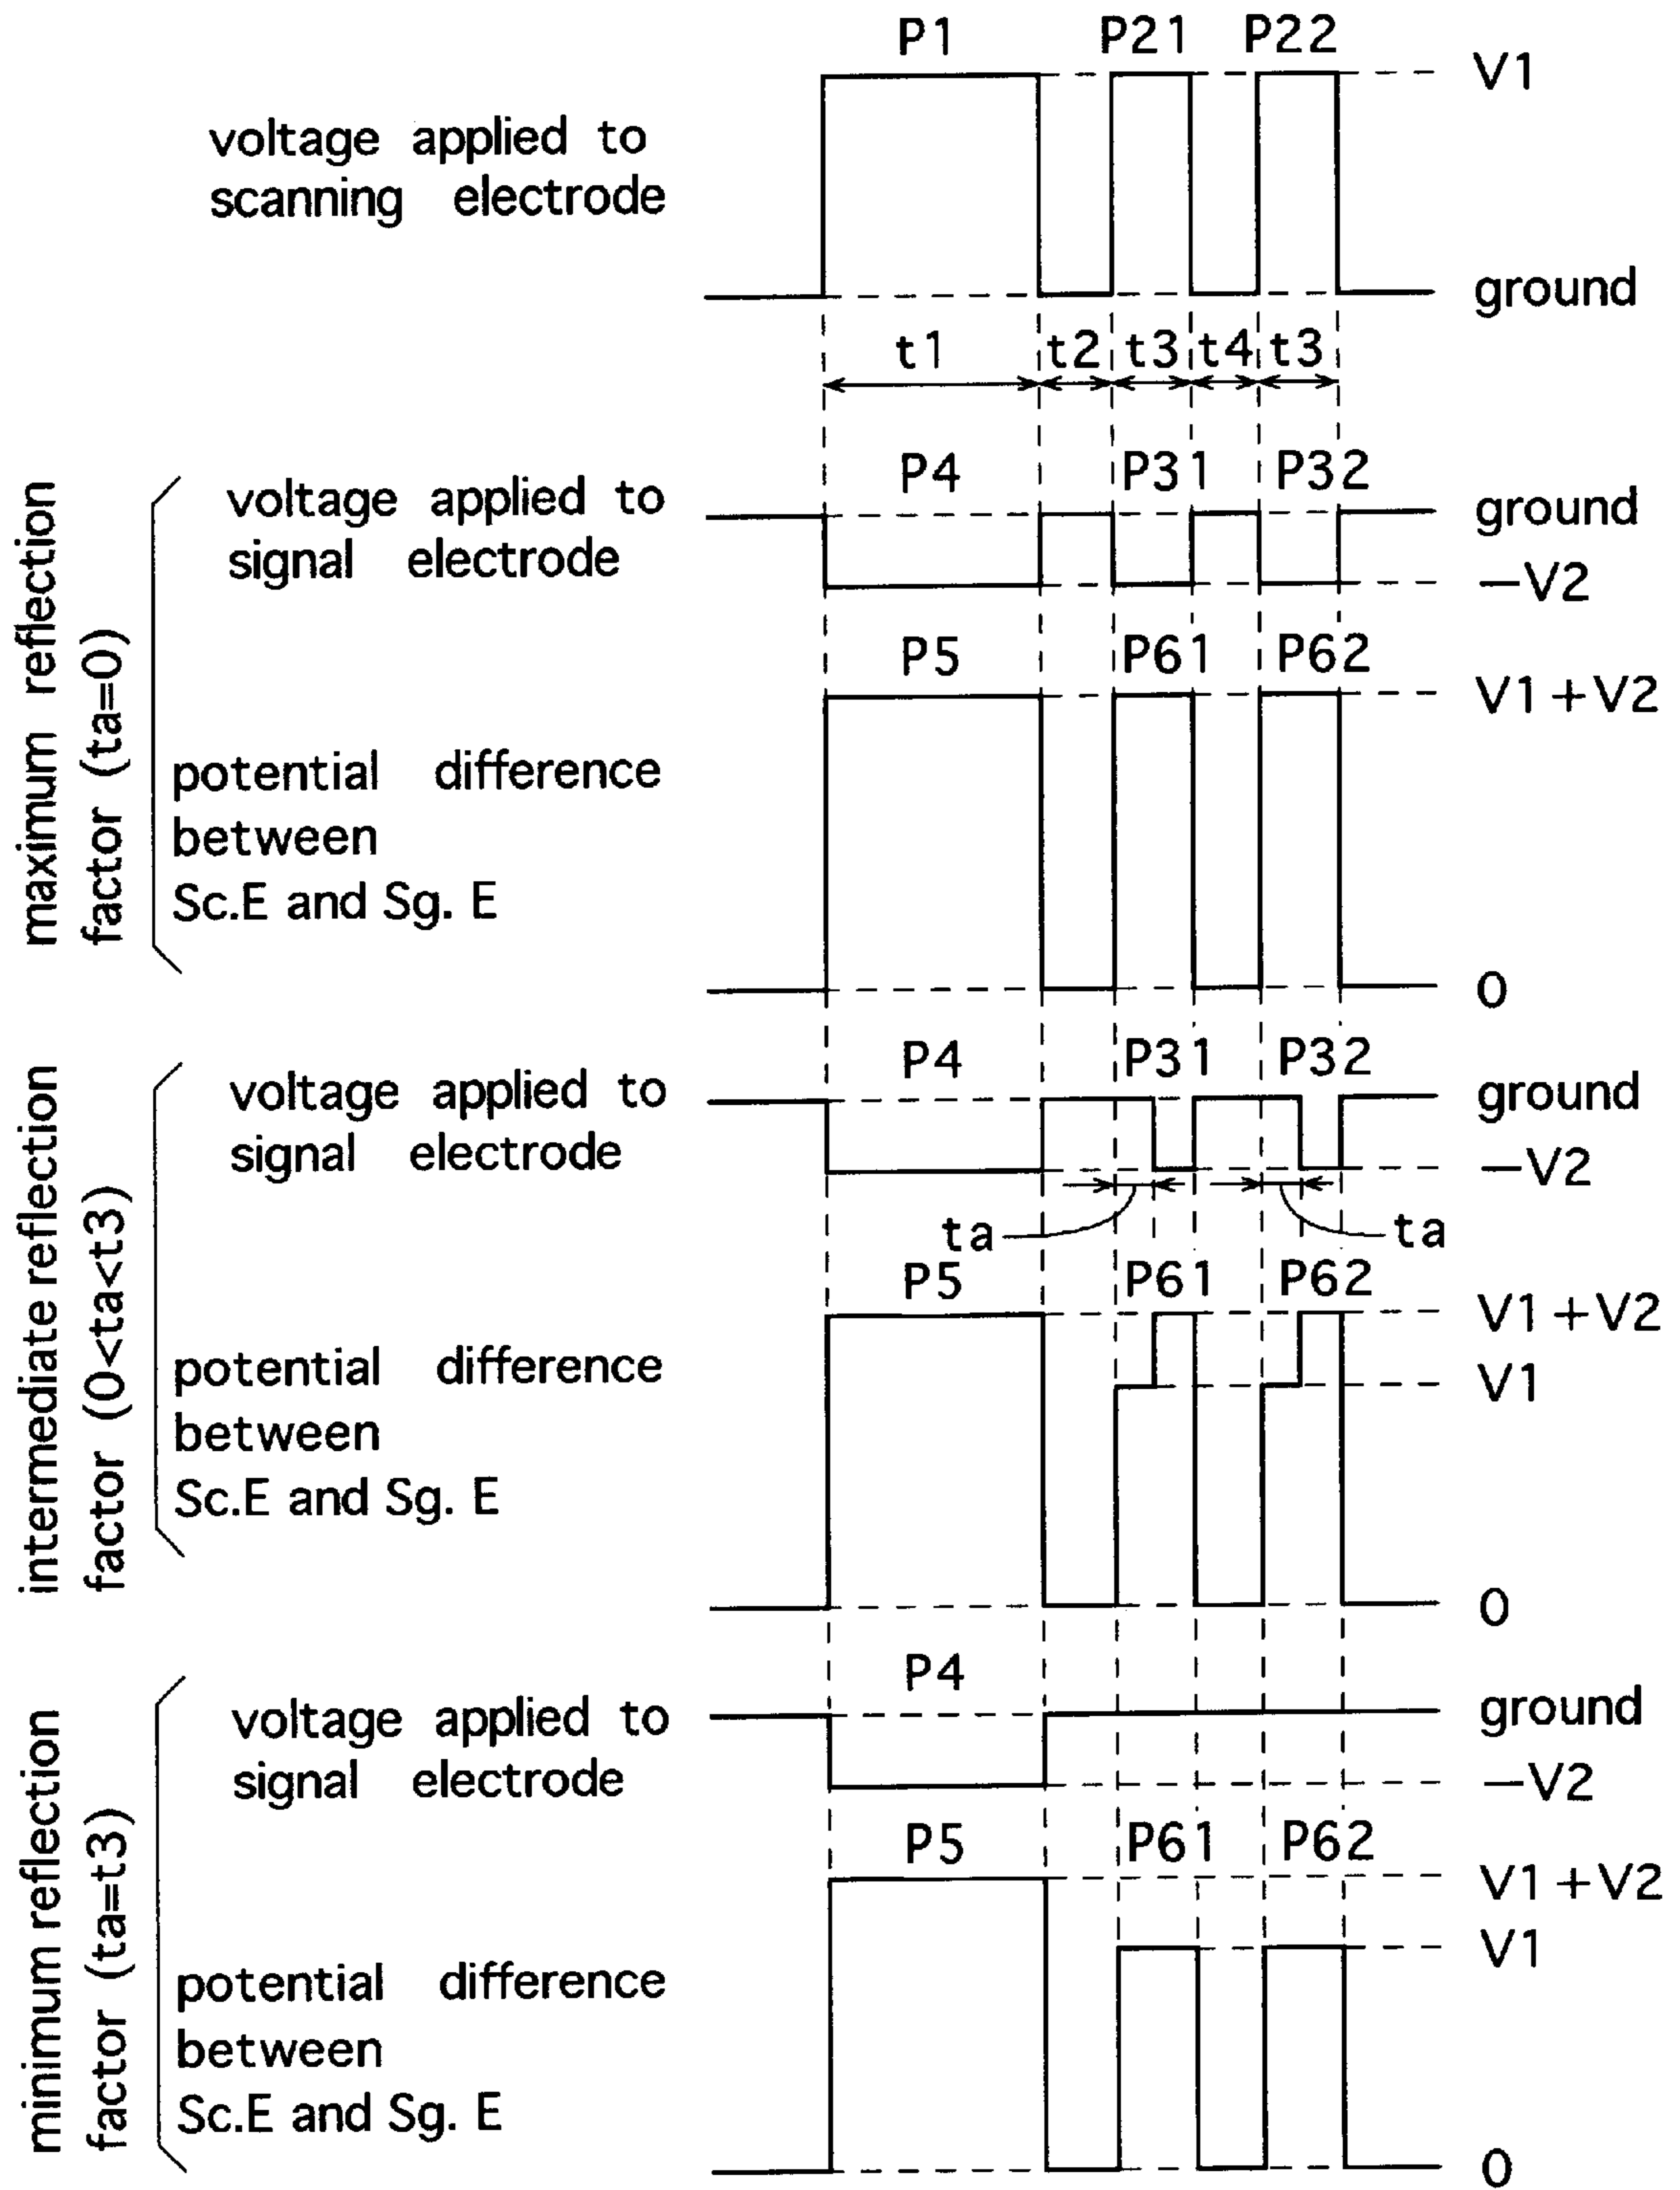 P1 P21 P22
V1
voltage applied to
scanning electrode
ground
t1 t2 t3 t4 t3
maximum reflection
factor (ta=0)
P4 P31 P32
voltage applied to
signal electrode
ground
−V2
P5 P61 P62
V1+V2
potential difference
between
Sc.E and Sg. E
0
intermediate reflection
factor (0<ta<t3)
P4 P31 P32
voltage applied to
signal electrode
ground
−V2
ta ta
P5 P61 P62
V1+V2
V1
potential difference
between
Sc.E and Sg. E
0
minimum reflection
factor (ta=t3)
P4
voltage applied to
signal electrode
ground
−V2
P5 P61 P62
V1+V2
V1
potential difference
between
Sc.E and Sg. E
0